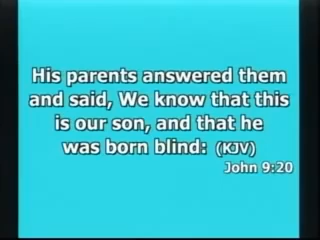 His parents answered them
and said, We know that this
is our son, and that he
was born blind: (KJV)
John 9:20